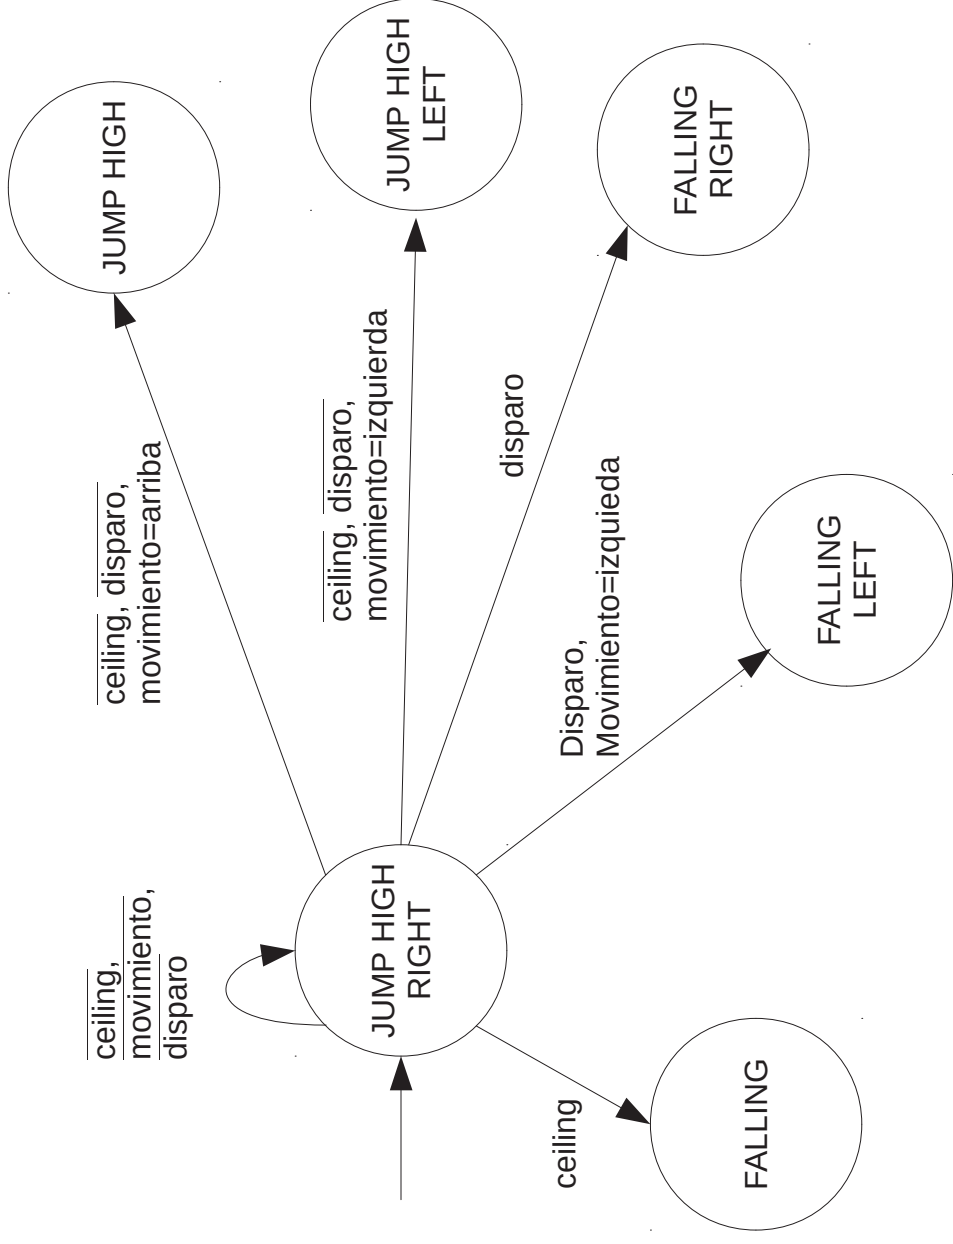 JUMP HIGH
JUMP HIGH
LEFT
FALLING
RIGHT
FALLING
LEFT
FALLING
JUMP HIGH
RIGHT
ceiling, disparo,
movimiento=arriba
ceiling, disparo,
movimiento=izquierda
disparo
Disparo,
Movimiento=izquieda
ceiling
ceiling,
movimiento,
disparo